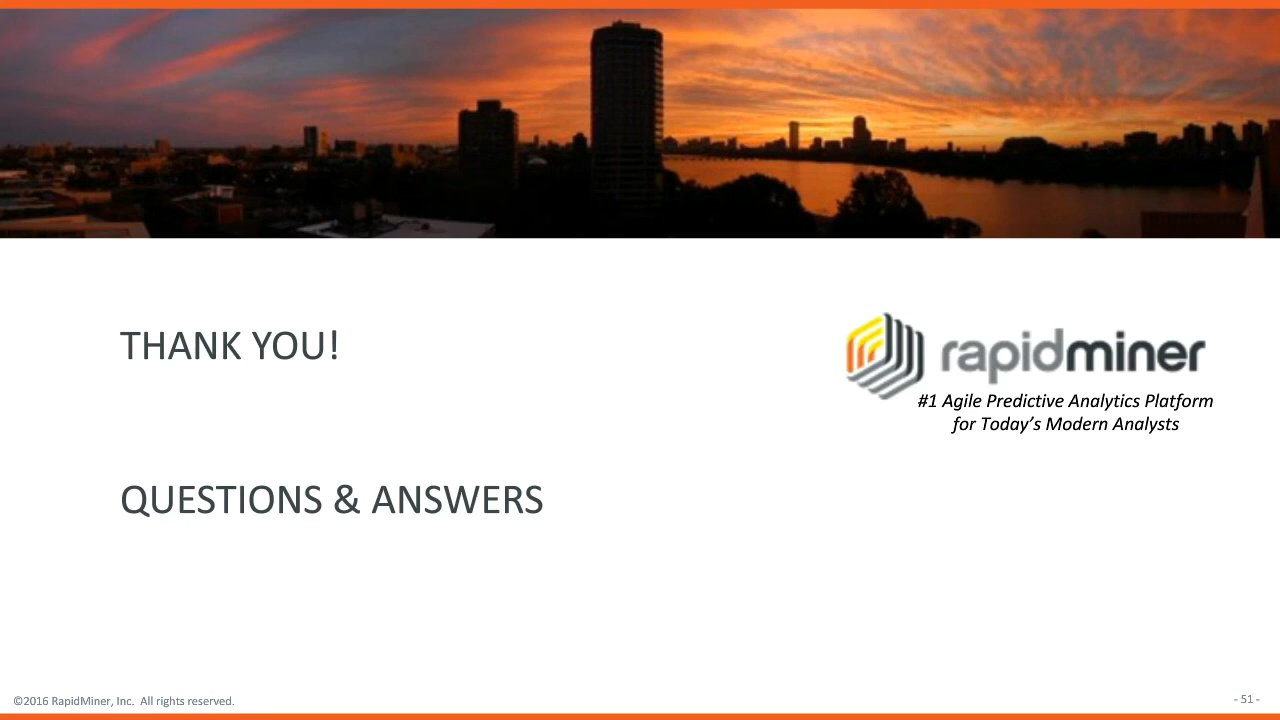 THANK YOU!
rapidminer
#1 Agile Predictive Analytics Platform
for Today's Modern Analysts
QUESTIONS & ANSWERS
©2016 RapidMiner, Inc.  All rights reserved.
- 51 -